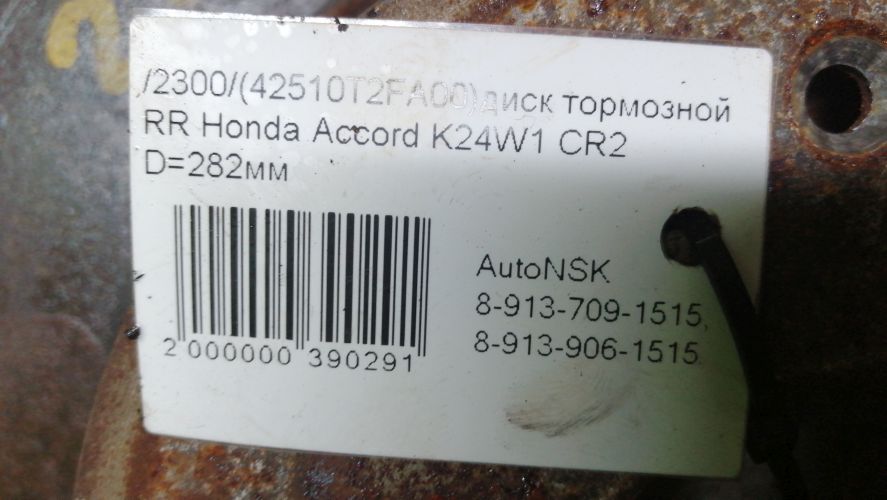 /2300/(42510T2FA00)диск тормозной
RR Honda Accord K24W1 CR2
D=282мм
AutoNSK
8-913-709-1515,
8-913-906-1515
2 000000 390291